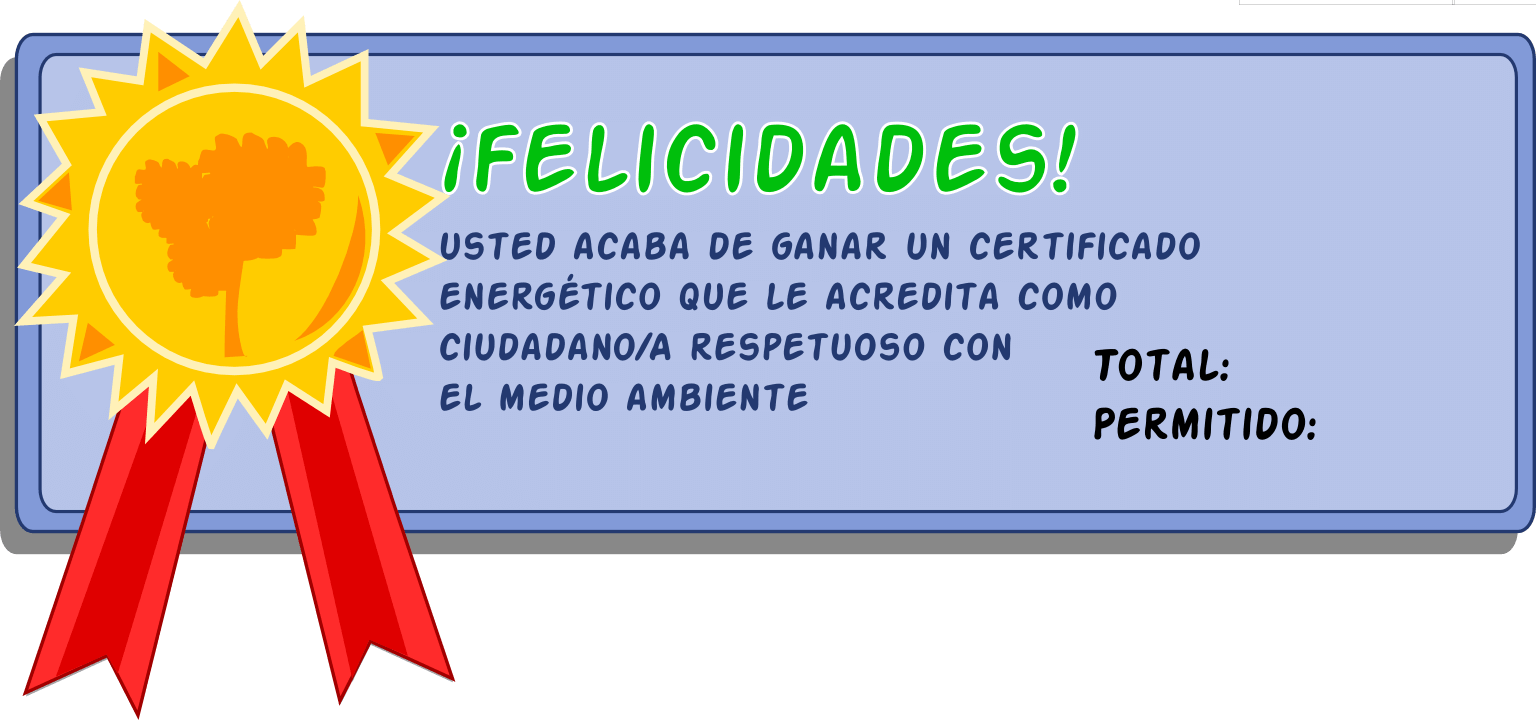 ¡FELICIDADES!
USTED ACABA DE GANAR UN CERTIFICADO
ENERGÉTICO QUE LE ACREDITA COMO
CIUDADANO/A RESPETUOSO CON
EL MEDIO AMBIENTE
TOTAL:
PERMITIDO: